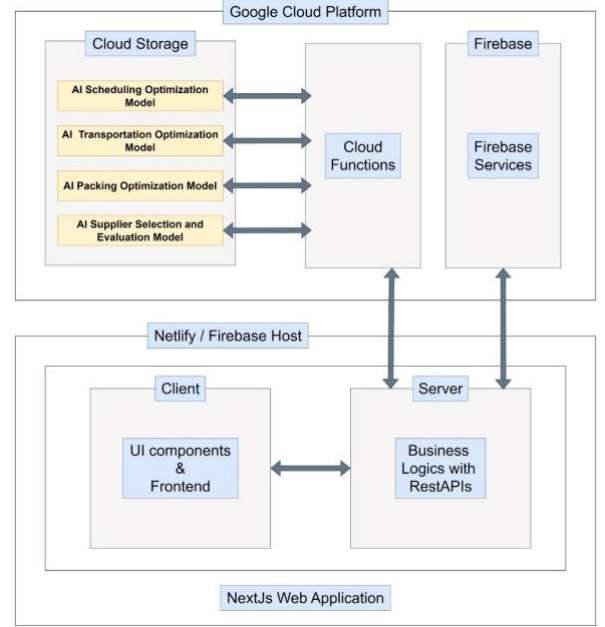 Google Cloud Platform
Cloud Storage
AI Scheduling Optimization
Model
AI Transportation Optimization
Model
AI Packing Optimization Model
AI Supplier Selection and
Evaluation Model
Cloud
Functions
Firebase
Firebase
Services
Netlify / Firebase Host
Client
UI components
&
Frontend
Server
Business
Logics with
RestAPIs
NextJs Web Application